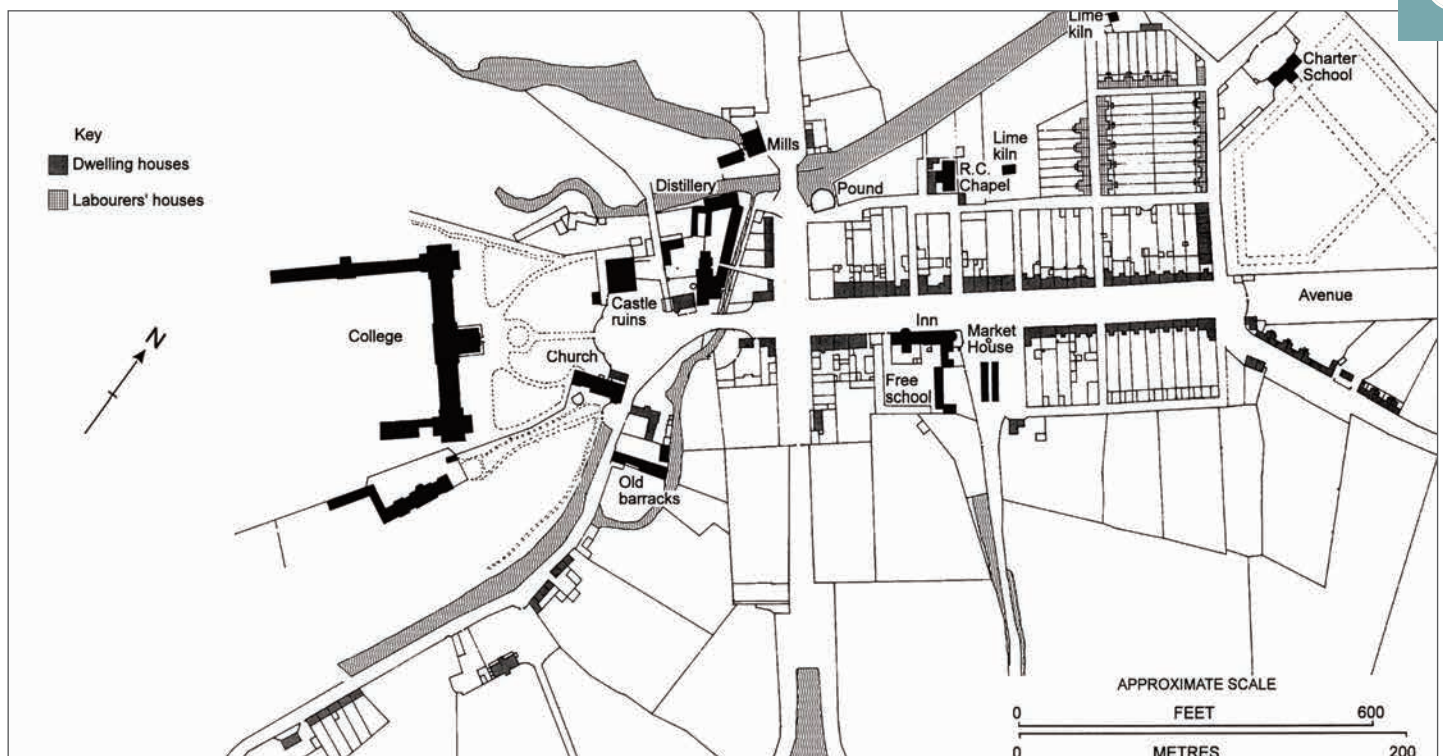 Lime
kiln
Charter
School
Key
Dwelling houses
Labourers' houses
Mills
Lime
kiln
R.C.
Chapel
Distillery
Pound
Castle
ruins
Avenue
College
Inn
Market
House
Church
Free
school
N
Old
barracks
APPROXIMATE SCALE
0 FEET 600
0 METRES 200